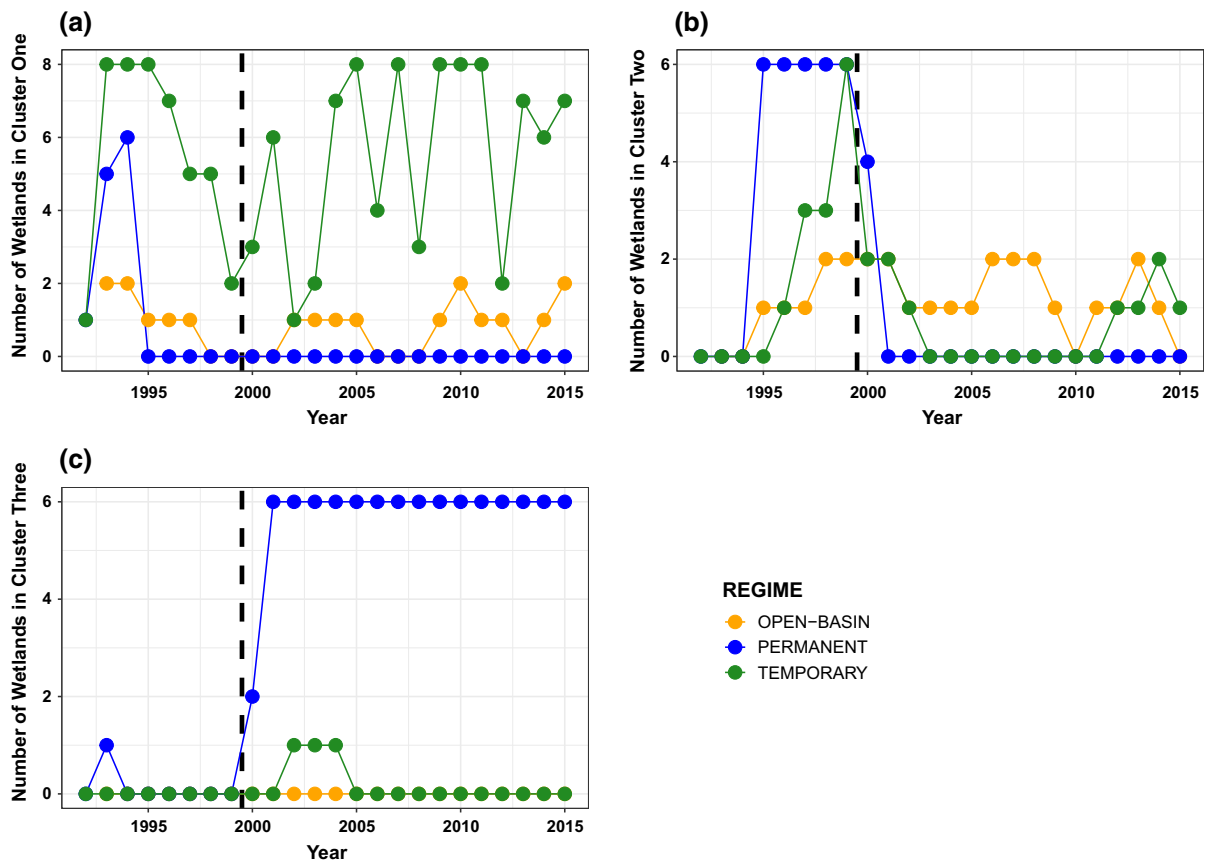 (a)
Number of Wetlands in Cluster One
8
6
4
2
0
1995 2000 2005 2010 2015
Year
(b)
Number of Wetlands in Cluster Two
6
4
2
0
1995 2000 2005 2010 2015
Year
(c)
Number of Wetlands in Cluster Three
6
4
2
0
1995 2000 2005 2010 2015
Year
REGIME
OPEN−BASIN
PERMANENT
TEMPORARY